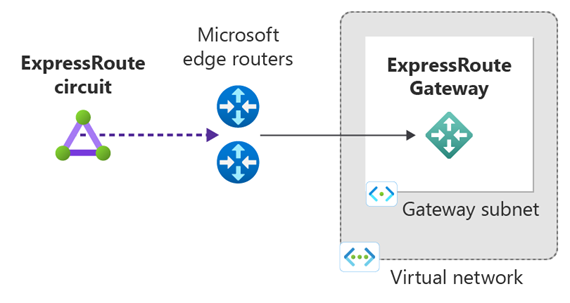 ExpressRoute
circuit
Microsoft
edge routers
ExpressRoute
Gateway
Gateway subnet
Virtual network